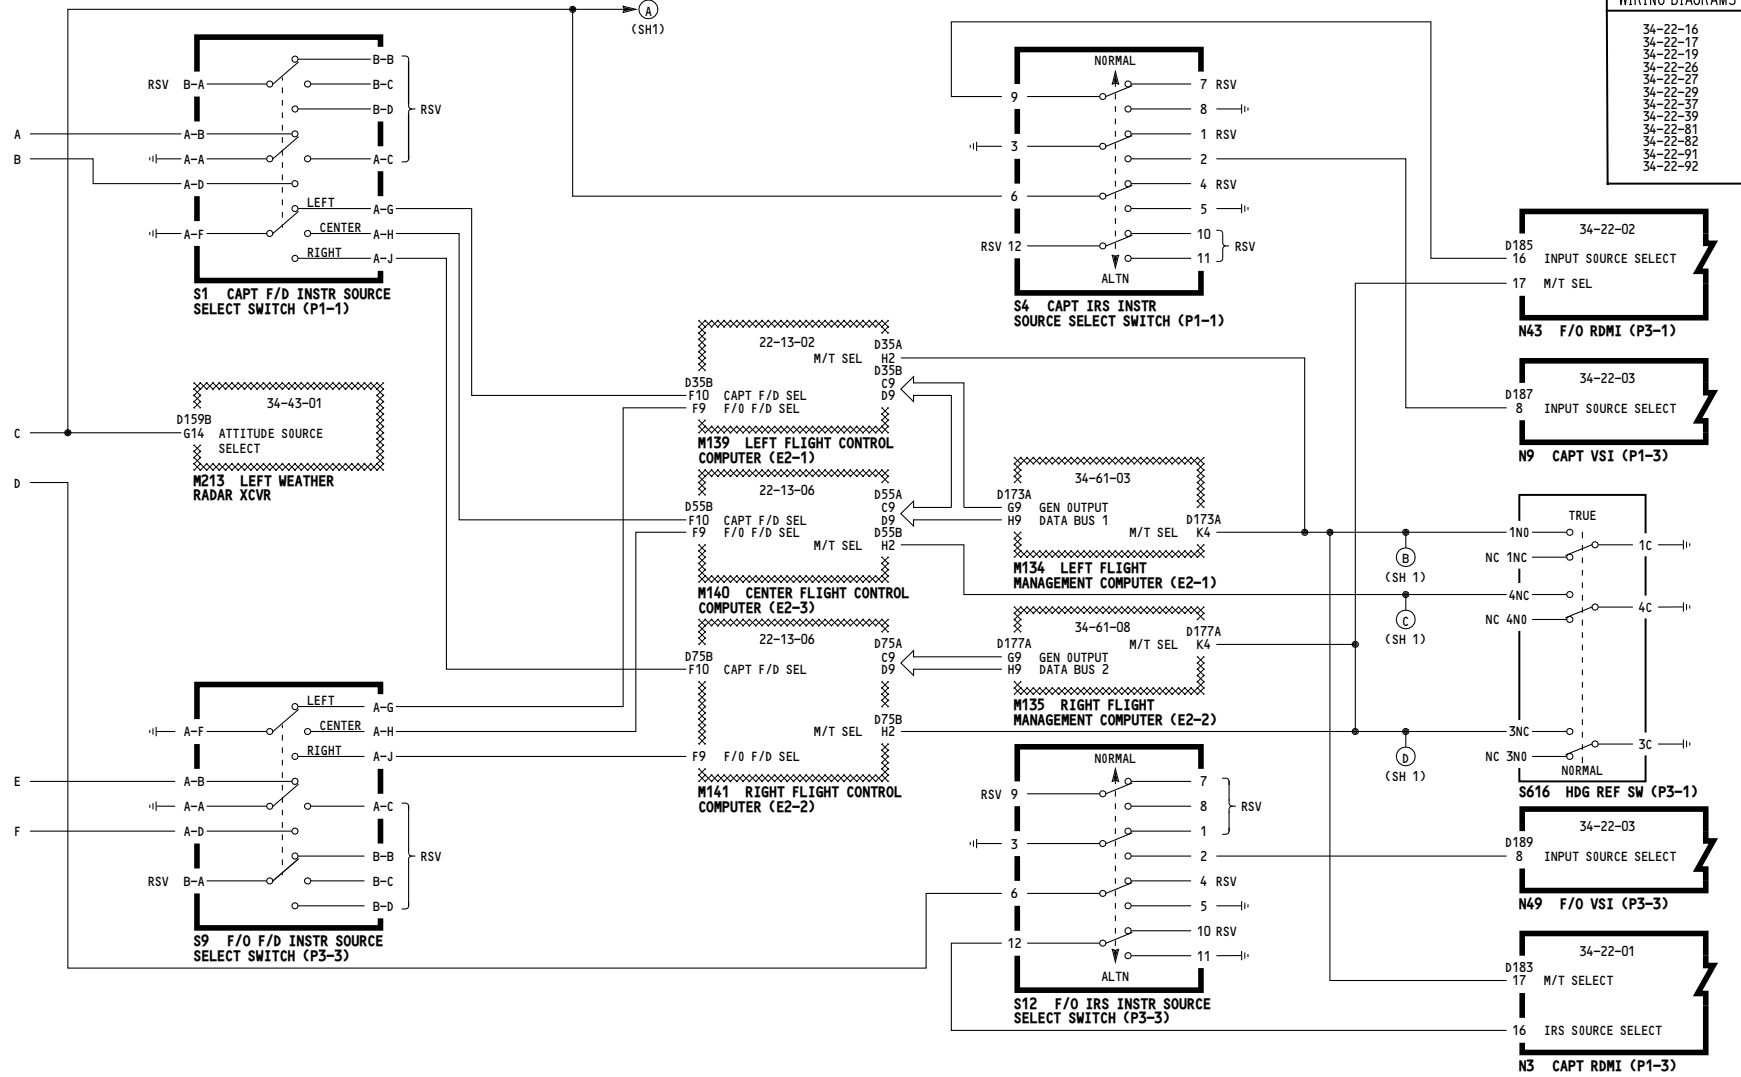 A
(SH1)
WIRING DIAGRAMS
34-22-16
34-22-17
34-22-19
34-22-26
34-22-27
34-22-29
34-22-37
34-22-39
34-22-81
34-22-82
34-22-91
34-22-92
A
B
C
D
E
F
RSV B-A
A-B
A-A
A-D
A-F
B-B
B-C
B-D
RSV
A-C
LEFT A-G
CENTER A-H
RIGHT A-J
S1 CAPT F/D INSTR SOURCE
SELECT SWITCH (P1-1)
34-43-01
D159B
G14 ATTITUDE SOURCE
SELECT
M213 LEFT WEATHER
RADAR XCVR
LEFT A-G
A-F CENTER A-H
RIGHT A-J
A-B
A-A A-C
A-D
B-B
RSV
RSV B-A B-C
B-D
S9 F/O F/D INSTR SOURCE
SELECT SWITCH (P3-3)
22-13-02
D35A
M/T SEL H2
D35B
C9
D9
D35B
F10 CAPT F/D SEL
F9 F/O F/D SEL
M139 LEFT FLIGHT CONTROL
COMPUTER (E2-1)
22-13-06
D55A
C9
D9
D55B
H2
D55B
F10 CAPT F/D SEL
F9 F/O F/D SEL
M/T SEL
M140 CENTER FLIGHT CONTROL
COMPUTER (E2-3)
22-13-06
D75A
C9
D9
D75B
F10 CAPT F/D SEL
D75B
M/T SEL H2
F9 F/O F/D SEL
M141 RIGHT FLIGHT CONTROL
COMPUTER (E2-2)
NORMAL
9
7 RSV
8
3
1 RSV
2
6
4 RSV
5
RSV 12
10
RSV
11
ALTN
S4 CAPT IRS INSTR
SOURCE SELECT SWITCH (P1-1)
34-61-03
D173A
G9 GEN OUTPUT
H9 DATA BUS 1
D173A
M/T SEL K4
M134 LEFT FLIGHT
MANAGEMENT COMPUTER (E2-1)
34-61-08
D177A
M/T SEL K4
D177A
G9 GEN OUTPUT
H9 DATA BUS 2
M135 RIGHT FLIGHT
MANAGEMENT COMPUTER (E2-2)
NORMAL
RSV 9
7
8 RSV
1
3
2
6
4 RSV
5
12
10 RSV
11
ALTN
S12 F/O IRS INSTR SOURCE
SELECT SWITCH (P3-3)
B
(SH 1)
C
(SH 1)
D
(SH 1)
34-22-02
D185
16 INPUT SOURCE SELECT
17 M/T SEL
N43 F/O RDMI (P3-1)
34-22-03
D187
8 INPUT SOURCE SELECT
N9 CAPT VSI (P1-3)
TRUE
1NO
1C
NC 1NC
4NC
4C
NC 4NO
3NC
3C
NC 3NO
NORMAL
S616 HDG REF SW (P3-1)
34-22-03
D189
8 INPUT SOURCE SELECT
N49 F/O VSI (P3-3)
34-22-01
D183
17 M/T SELECT
16 IRS SOURCE SELECT
N3 CAPT RDMI (P1-3)